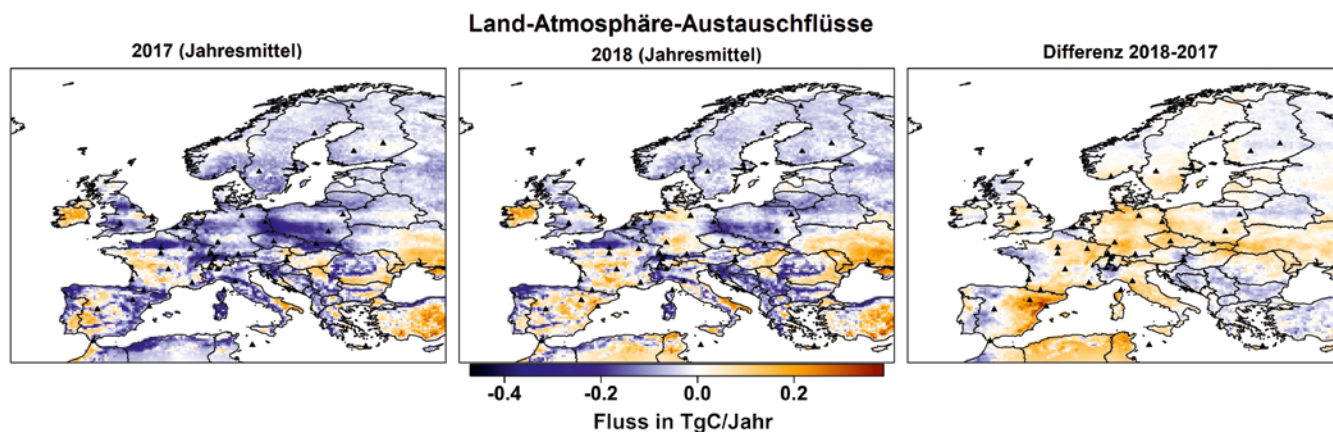 Land-Atmosphäre-Austauschflüsse
2017 (Jahresmittel)
2018 (Jahresmittel)
Differenz 2018-2017
-0.4 -0.2 0.0 0.2
Fluss in TgC/Jahr